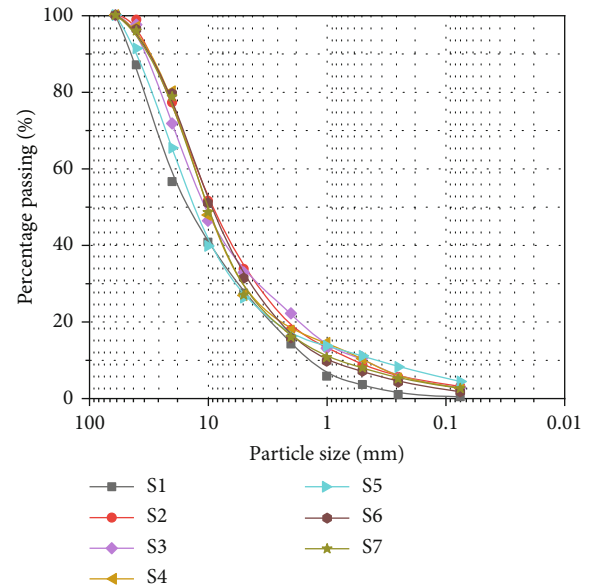 Percentage passing (%)
100
80
60
40
20
0
100 10 1 0.1 0.01
Particle size (mm)
S1 S5
S2 S6
S3 S7
S4